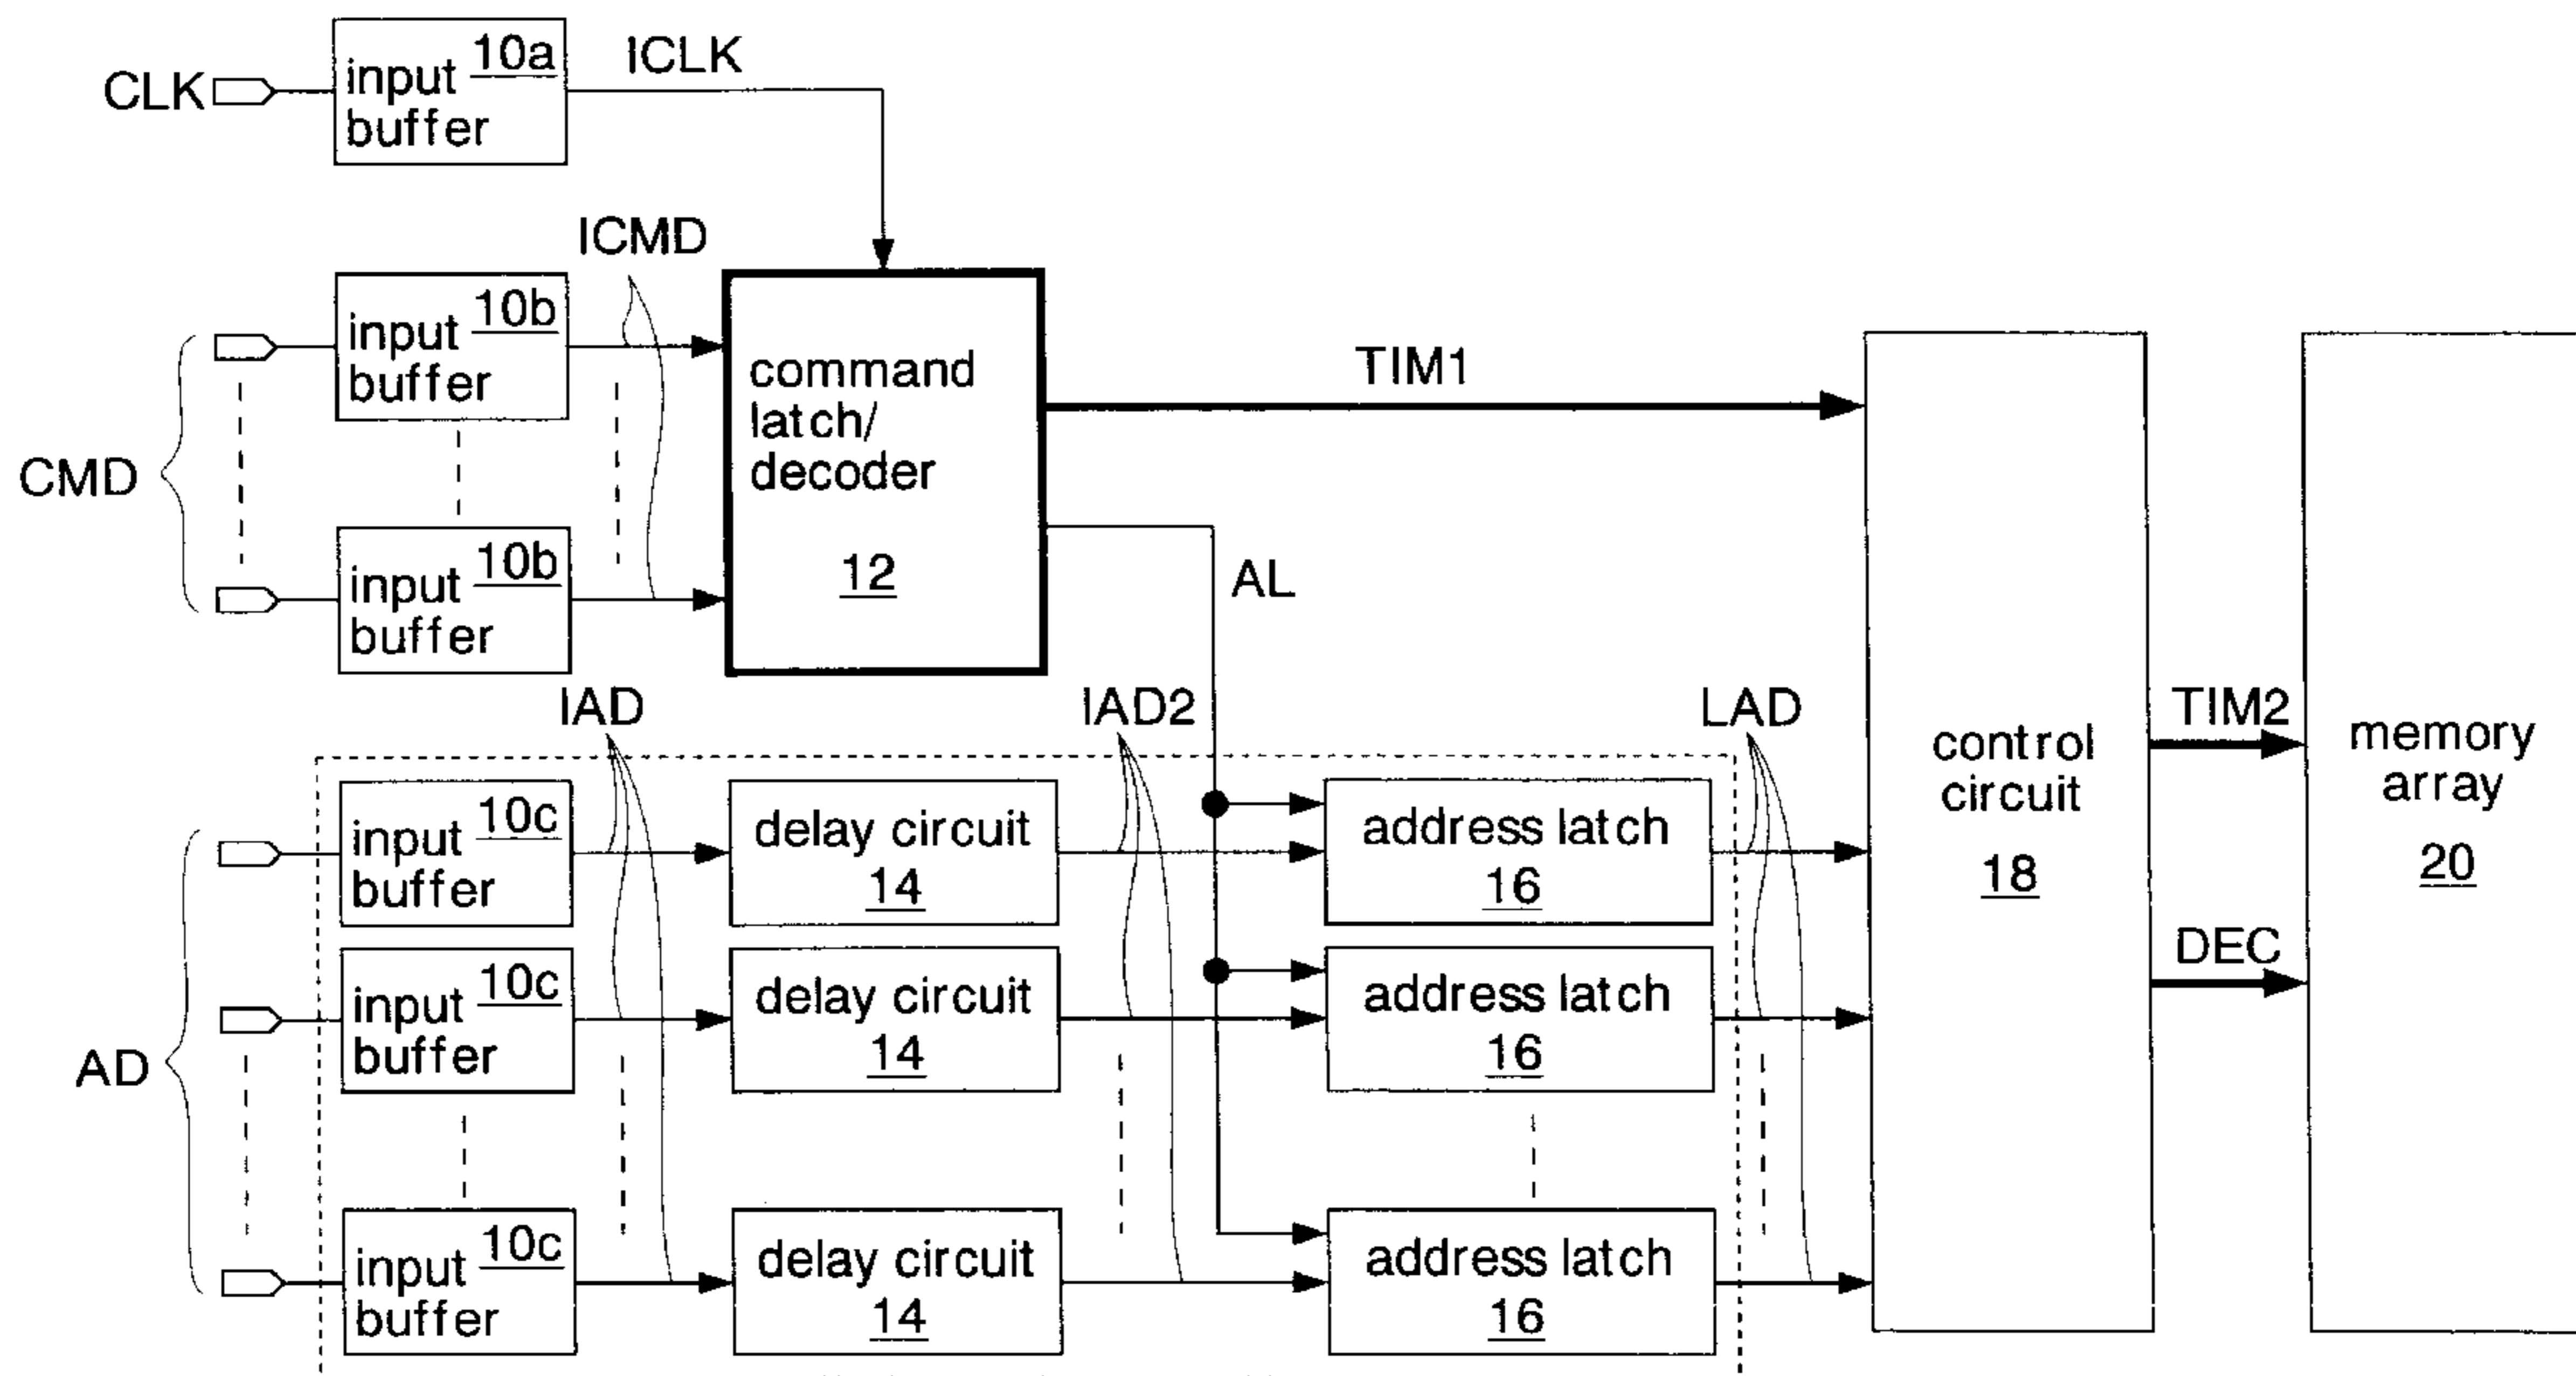 CLK
input 10a
buffer
ICLK
ICMD
CMD
input 10b
buffer
input 10b
buffer
command
latch/
decoder
12
TIM1
AL
IAD
IAD2
LAD
AD
input 10c
buffer
delay circuit
14
address latch
16
input 10c
buffer
delay circuit
14
address latch
16
input 10c
buffer
delay circuit
14
address latch
16
control
circuit
18
TIM2
DEC
memory
array
20